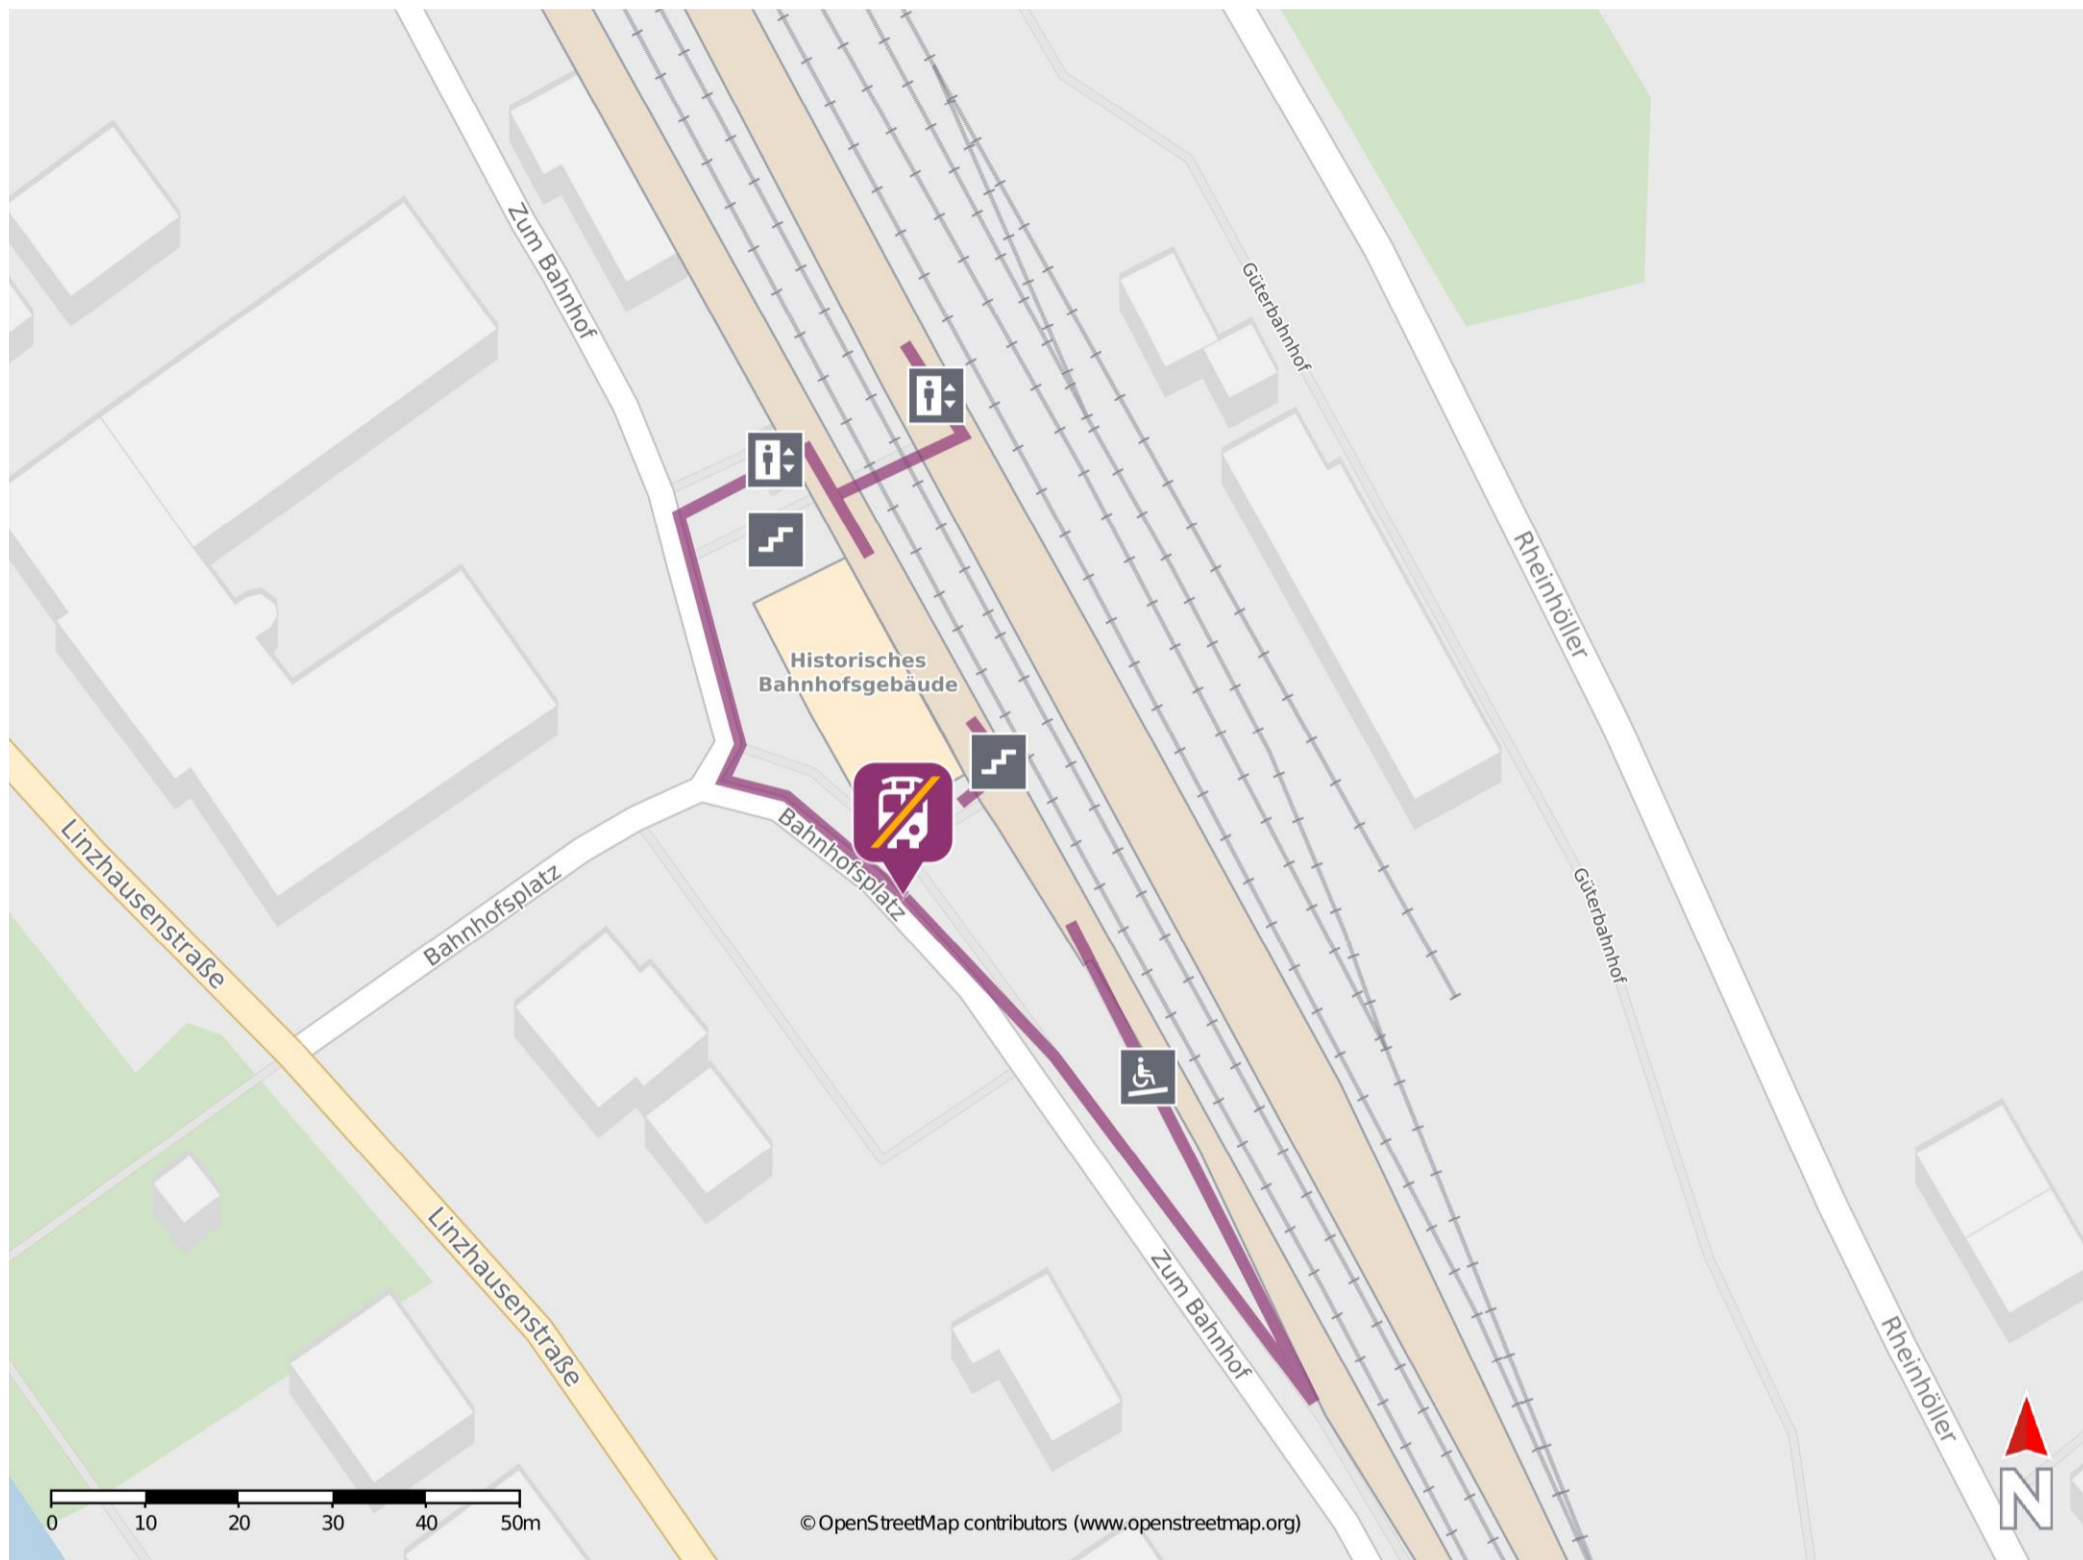 Zum Bahnhof
Güterbahnhof
Rheinhöller
Historisches
Bahnhofsgebäude
Bahnhofsplatz
Bahnhofsplatz
Linzhausenstraße
Güterbahnhof
Linzhausenstraße
Zum Bahnhof
Rheinhöller
N
0 10 20 30 40 50m
© OpenStreetMap contributors (www.openstreetmap.org)